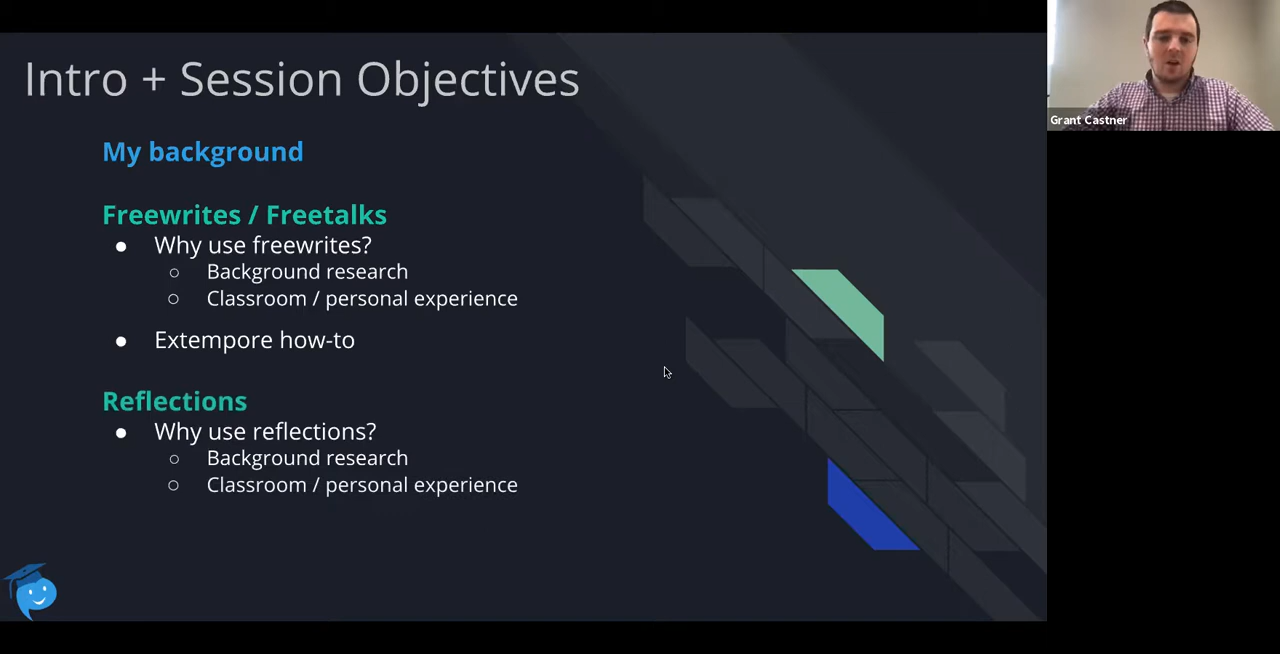 Intro + Session Objectives
My background
Freewrites / Freetalks
● Why use freewrites?
○ Background research
○ Classroom / personal experience
● Extempore how-to
Reflections
● Why use reflections?
○ Background research
○ Classroom / personal experience
Grant Castner